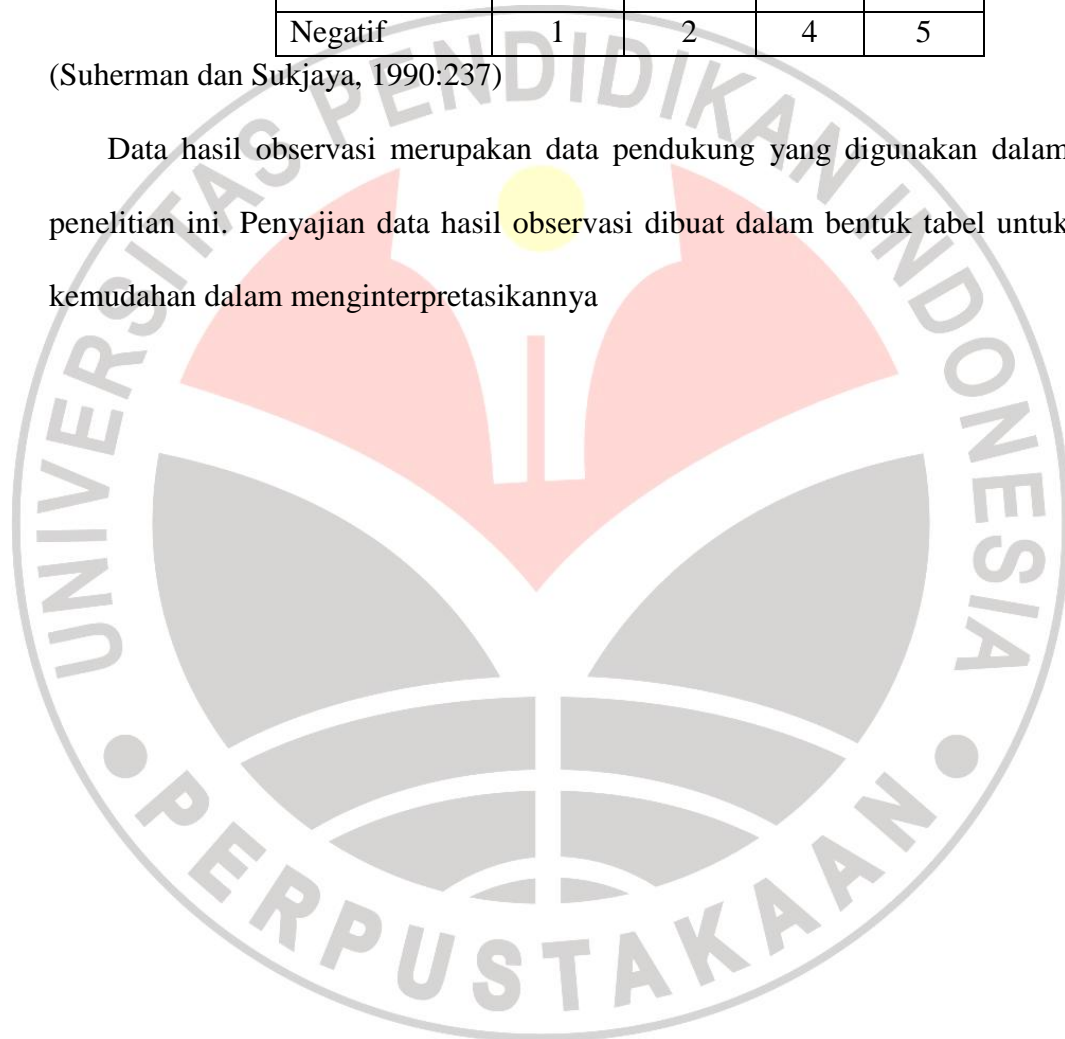 Negatif 1 2 4 5
(Suherman dan Sukjaya, 1990:237)
Data hasil observasi merupakan data pendukung yang digunakan dalam
penelitian ini. Penyajian data hasil observasi dibuat dalam bentuk tabel untuk
kemudahan dalam menginterpretasikannya
UNIVERSITAS PENDIDIKAN INDONESIA
PERPUSTAKAAN